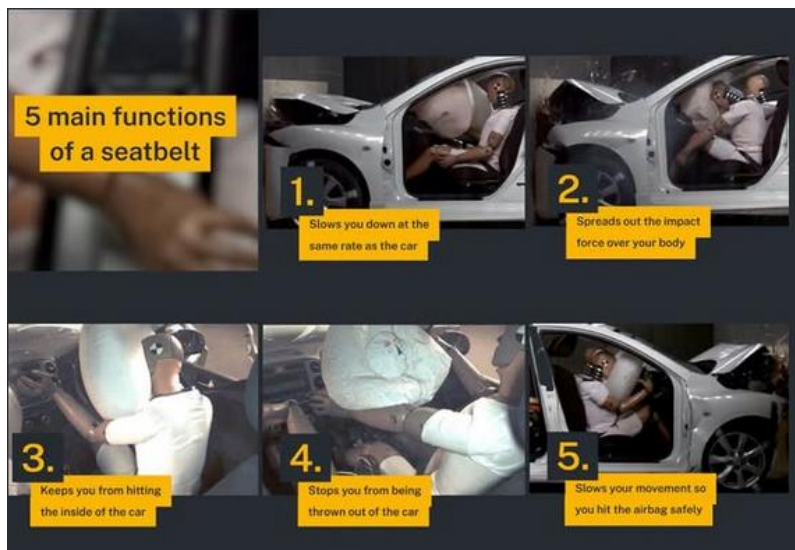 5 main functions
of a seatbelt
1.
Slows you down at the
same rate as the car
2.
Spreads out the impact
force over your body
3.
Keeps you from hitting
the inside of the car
4.
Stops you from being
thrown out of the car
5.
Slows your movement so
you hit the airbag safely